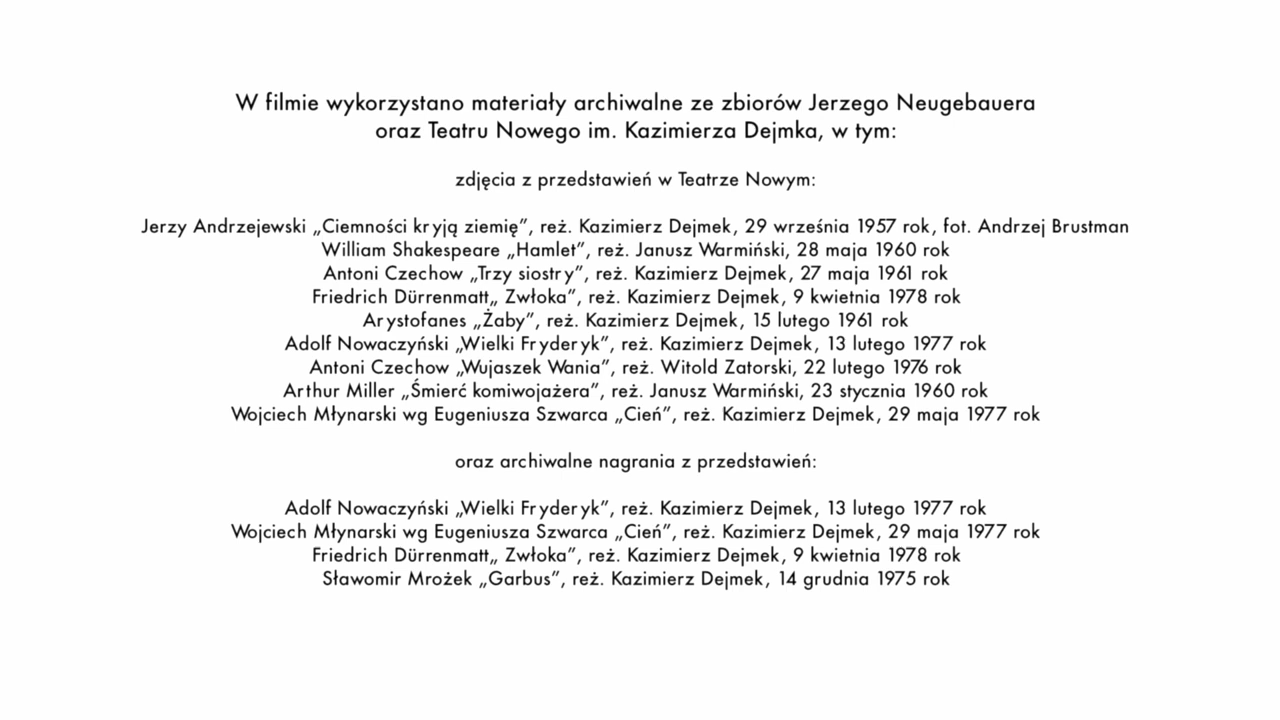 W filmie wykorzystano materiały archiwalne ze zbiorów Jerzego Neugebauera
oraz Teatru Nowego im. Kazimierza Dejmka, w tym:
zdjęcia z przedstawień w Teatrze Nowym:
Jerzy Andrzejewski „Ciemności kryją ziemię”, reż. Kazimierz Dejmek, 29 września 1957 rok, fot. Andrzej Brustman
William Shakespeare „Hamlet”, reż. Janusz Warmiński, 28 maja 1960 rok
Antoni Czechow „Trzy siostry”, reż. Kazimierz Dejmek, 27 maja 1961 rok
Friedrich Dürrenmatt„ Zwłoka”, reż. Kazimierz Dejmek, 9 kwietnia 1978 rok
Arystofanes „Żaby”, reż. Kazimierz Dejmek, 15 lutego 1961 rok
Adolf Nowaczyński „Wielki Fryderyk”, reż. Kazimierz Dejmek, 13 lutego 1977 rok
Antoni Czechow „Wujaszek Wania”, reż. Witold Zatorski, 22 lutego 1976 rok
Arthur Miller „Śmierć komiwojażera”, reż. Janusz Warmiński, 23 stycznia 1960 rok
Wojciech Młynarski wg Eugeniusza Szwarca „Cień”, reż. Kazimierz Dejmek, 29 maja 1977 rok
oraz archiwalne nagrania z przedstawień:
Adolf Nowaczyński „Wielki Fryderyk”, reż. Kazimierz Dejmek, 13 lutego 1977 rok
Wojciech Młynarski wg Eugeniusza Szwarca „Cień”, reż. Kazimierz Dejmek, 29 maja 1977 rok
Friedrich Dürrenmatt„ Zwłoka”, reż. Kazimierz Dejmek, 9 kwietnia 1978 rok
Sławomir Mrożek „Garbus”, reż. Kazimierz Dejmek, 14 grudnia 1975 rok